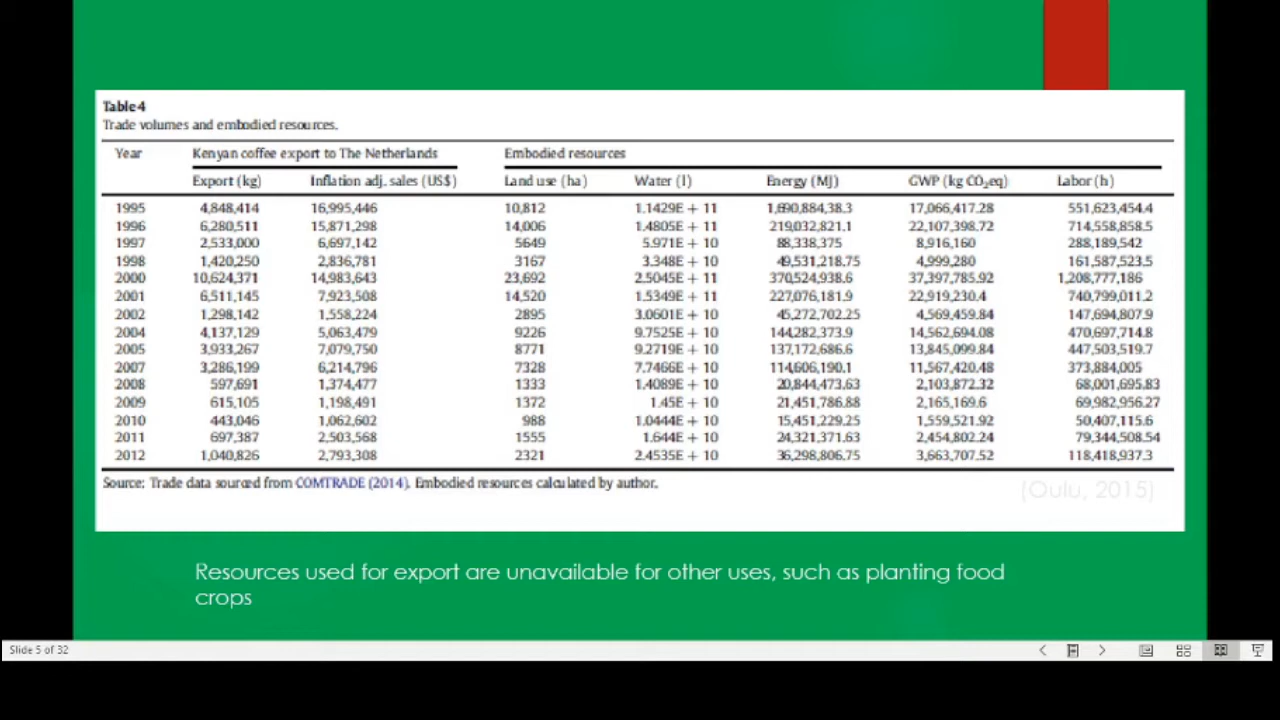 Table 4
Trade volumes and embodied resources.
Year Kenyan coffee export to The Netherlands Embodied resources
Export (kg) Inflation adj. sales (US$) Land use (ha) Water (l) Energy (MJ) GWP (kg CO₂eq) Labor (h)
1995 4,848,414 16,995,446 10,812 1.1429E + 11 1,690,884,38.3 17,066,417.28 551,623,454.4
1996 6,280,511 15,871,298 14,006 1.4805E + 11 219,032,821.1 22,107,398.72 714,558,858.5
1997 2,533,000 6,697,142 5649 5.971E + 10 88,338,375 8,916,160 288,189,542
1998 1,420,250 2,836,781 3167 3.348E + 10 49,531,218.75 4,999,280 161,587,523.5
2000 10,624,371 14,983,643 23,692 2.5045E + 11 370,524,938.6 37,397,785.92 1,208,777,186
2001 6,511,145 7,923,508 14,520 1.5349E + 11 227,076,181.9 22,919,230.4 740,799,011.2
2002 1,298,142 1,558,224 2895 3.0601E + 10 45,272,702.25 4,569,459.84 147,694,807.9
2004 4,137,129 5,063,479 9226 9.7525E + 10 144,282,373.9 14,562,694.08 470,697,714.8
2005 3,933,267 7,079,750 8771 9.2719E + 10 137,172,686.6 13,845,099.84 447,503,519.7
2007 3,286,199 6,214,796 7328 7.7466E + 10 114,606,190.1 11,567,420.48 373,884,005
2008 597,691 1,374,477 1333 1.4089E + 10 20,844,473.63 2,103,872.32 68,001,695.83
2009 615,105 1,198,491 1372 1.45E + 10 21,451,786.88 2,165,169.6 69,982,956.27
2010 443,046 1,062,602 988 1.0444E + 10 15,451,229.25 1,559,521.92 50,407,115.6
2011 697,387 2,503,568 1555 1.644E + 10 24,321,371.63 2,454,802.24 79,344,508.54
2012 1,040,826 2,793,308 2321 2.4535E + 10 36,298,806.75 3,663,707.52 118,418,937.3
Source: Trade data sourced from COMTRADE (2014). Embodied resources calculated by author.
(Oulu, 2015)
Resources used for export are unavailable for other uses, such as planting food
crops
Slide 5 of 32